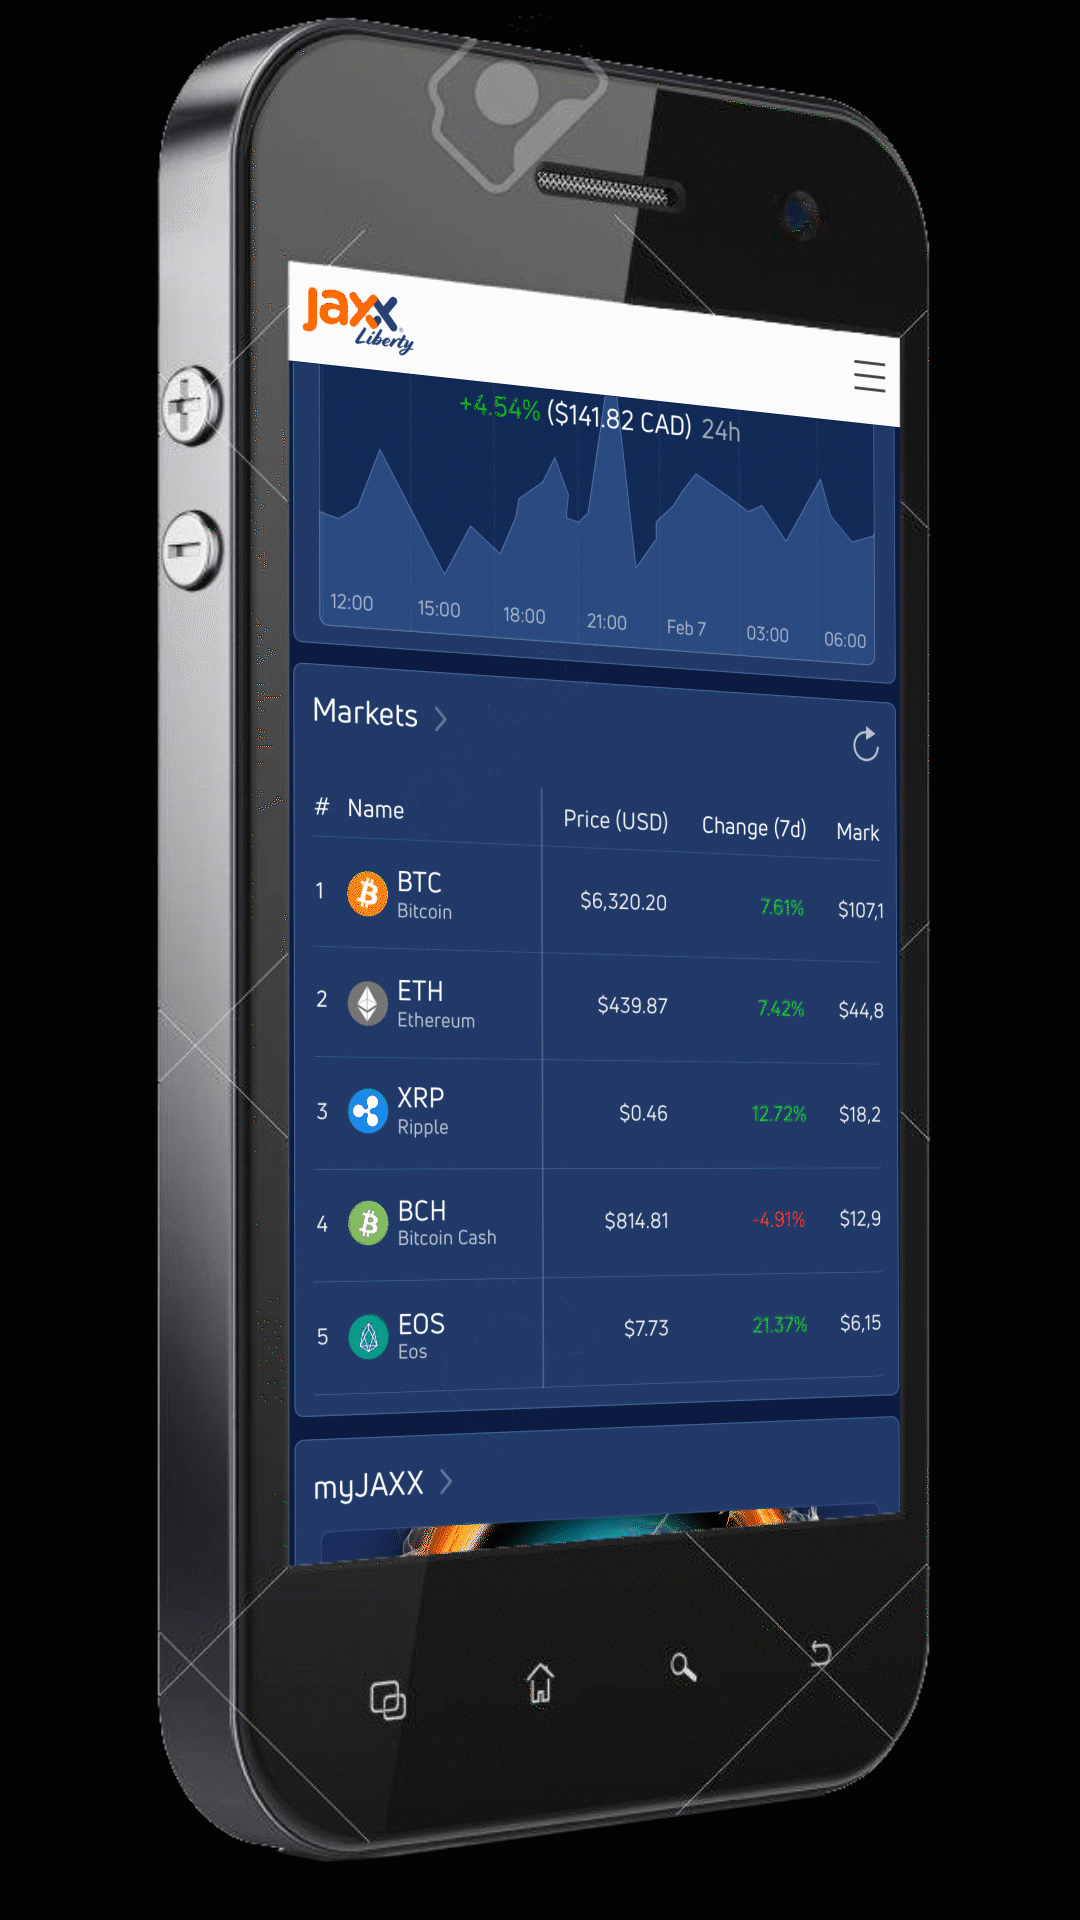 Jaxx
Liberty
+4.54% ($141.82 CAD) 24h
12:00 15:00 18:00 21:00 Feb 7 03:00 06:00
Markets
# Name Price (USD) Change (7d) Mark
1 BTC $6,320.20 7.61% $107,1
Bitcoin
2 ETH $439.87 7.42% $44,8
Ethereum
3 XRP $0.46 12.72% $18,2
Ripple
4 BCH $814.81 -4.91% $12,9
Bitcoin Cash
5 EOS $7.73 21.37% $6,15
Eos
myJAXX